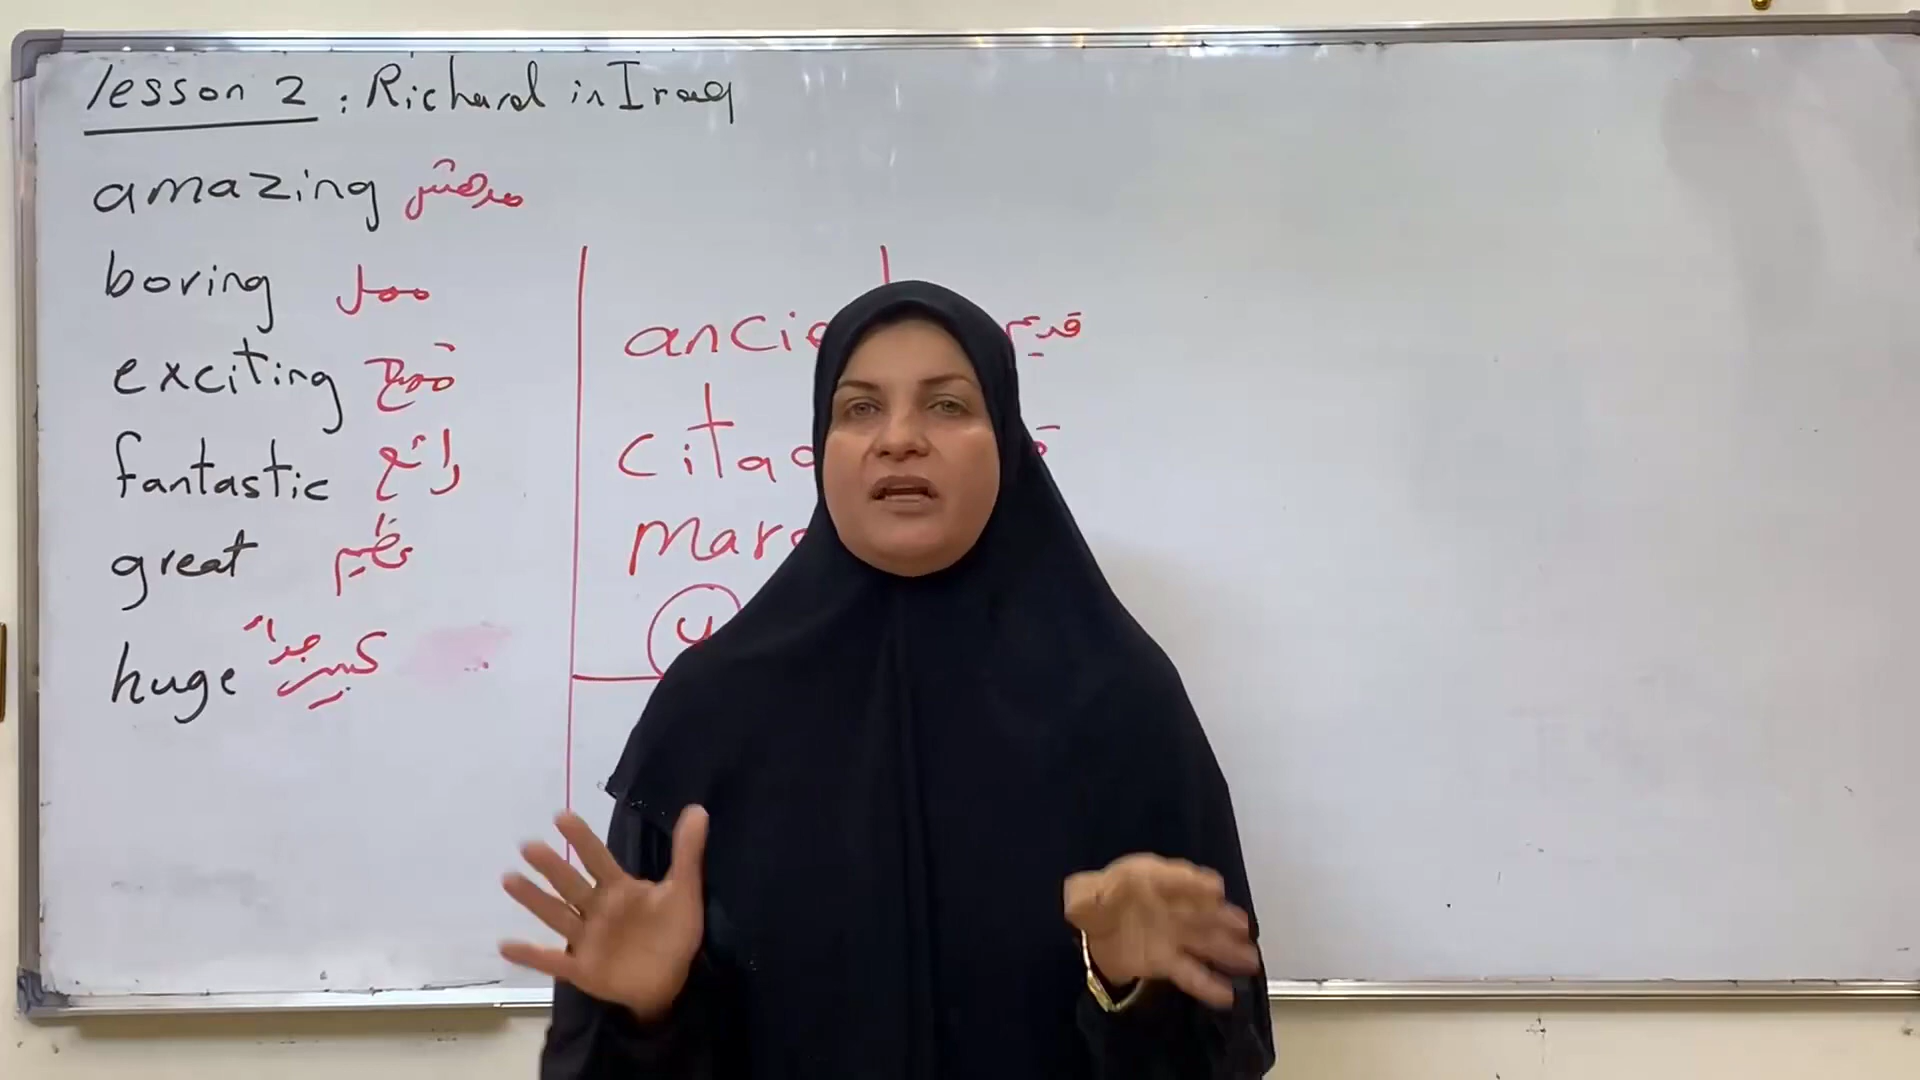 lesson 2 : Richard in Iraq
amazing مدهش
boring ممل
exciting ممتع
fantastic رائع
great عظيم
huge كبير جداً
ancie قديم
cita
mar